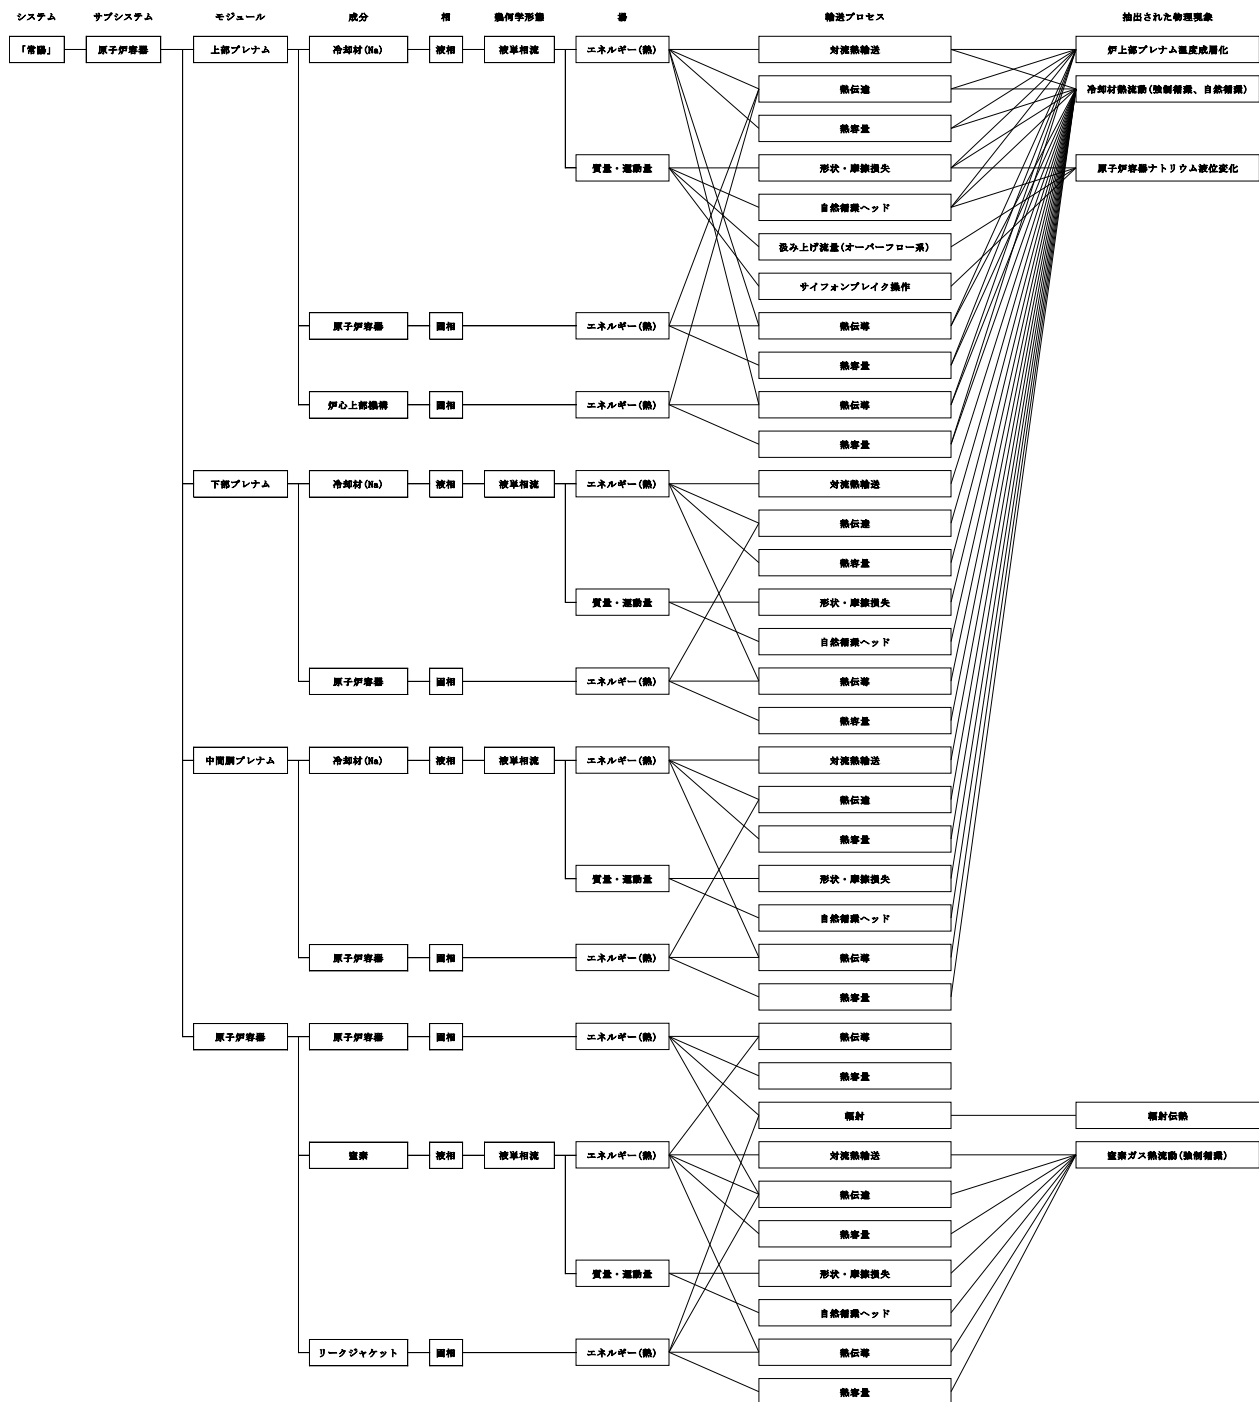 システム サブシステム モジュール 成分 相 幾何学形態 場 輸送プロセス 抽出された物理現象
「常陽」 原子炉容器 上部プレナム 冷却材(Na) 液相 液単相流 エネルギー(熱) 対流熱輸送 炉上部プレナム温度成層化
熱伝達 冷却材熱流動(強制循環、自然循環)
熱容量
質量・運動量 形状・摩擦損失 原子炉容器ナトリウム液位変化
自然循環ヘッド
汲み上げ流量(オーバーフロー系)
サイフォンブレイク操作
原子炉容器 固相 エネルギー(熱) 熱伝導
熱容量
炉心上部機構 固相 エネルギー(熱) 熱伝導
熱容量
下部プレナム 冷却材(Na) 液相 液単相流 エネルギー(熱) 対流熱輸送
熱伝達
熱容量
質量・運動量 形状・摩擦損失
自然循環ヘッド
原子炉容器 固相 エネルギー(熱) 熱伝導
熱容量
中間胴プレナム 冷却材(Na) 液相 液単相流 エネルギー(熱) 対流熱輸送
熱伝達
熱容量
質量・運動量 形状・摩擦損失
自然循環ヘッド
原子炉容器 固相 エネルギー(熱) 熱伝導
熱容量
原子炉容器 原子炉容器 固相 エネルギー(熱) 熱伝導
熱容量
輻射 輻射伝熱
窒素 液相 液単相流 エネルギー(熱) 対流熱輸送 窒素ガス熱流動(強制循環)
熱伝達
熱容量
質量・運動量 形状・摩擦損失
自然循環ヘッド
リークジャケット 固相 エネルギー(熱) 熱伝導
熱容量